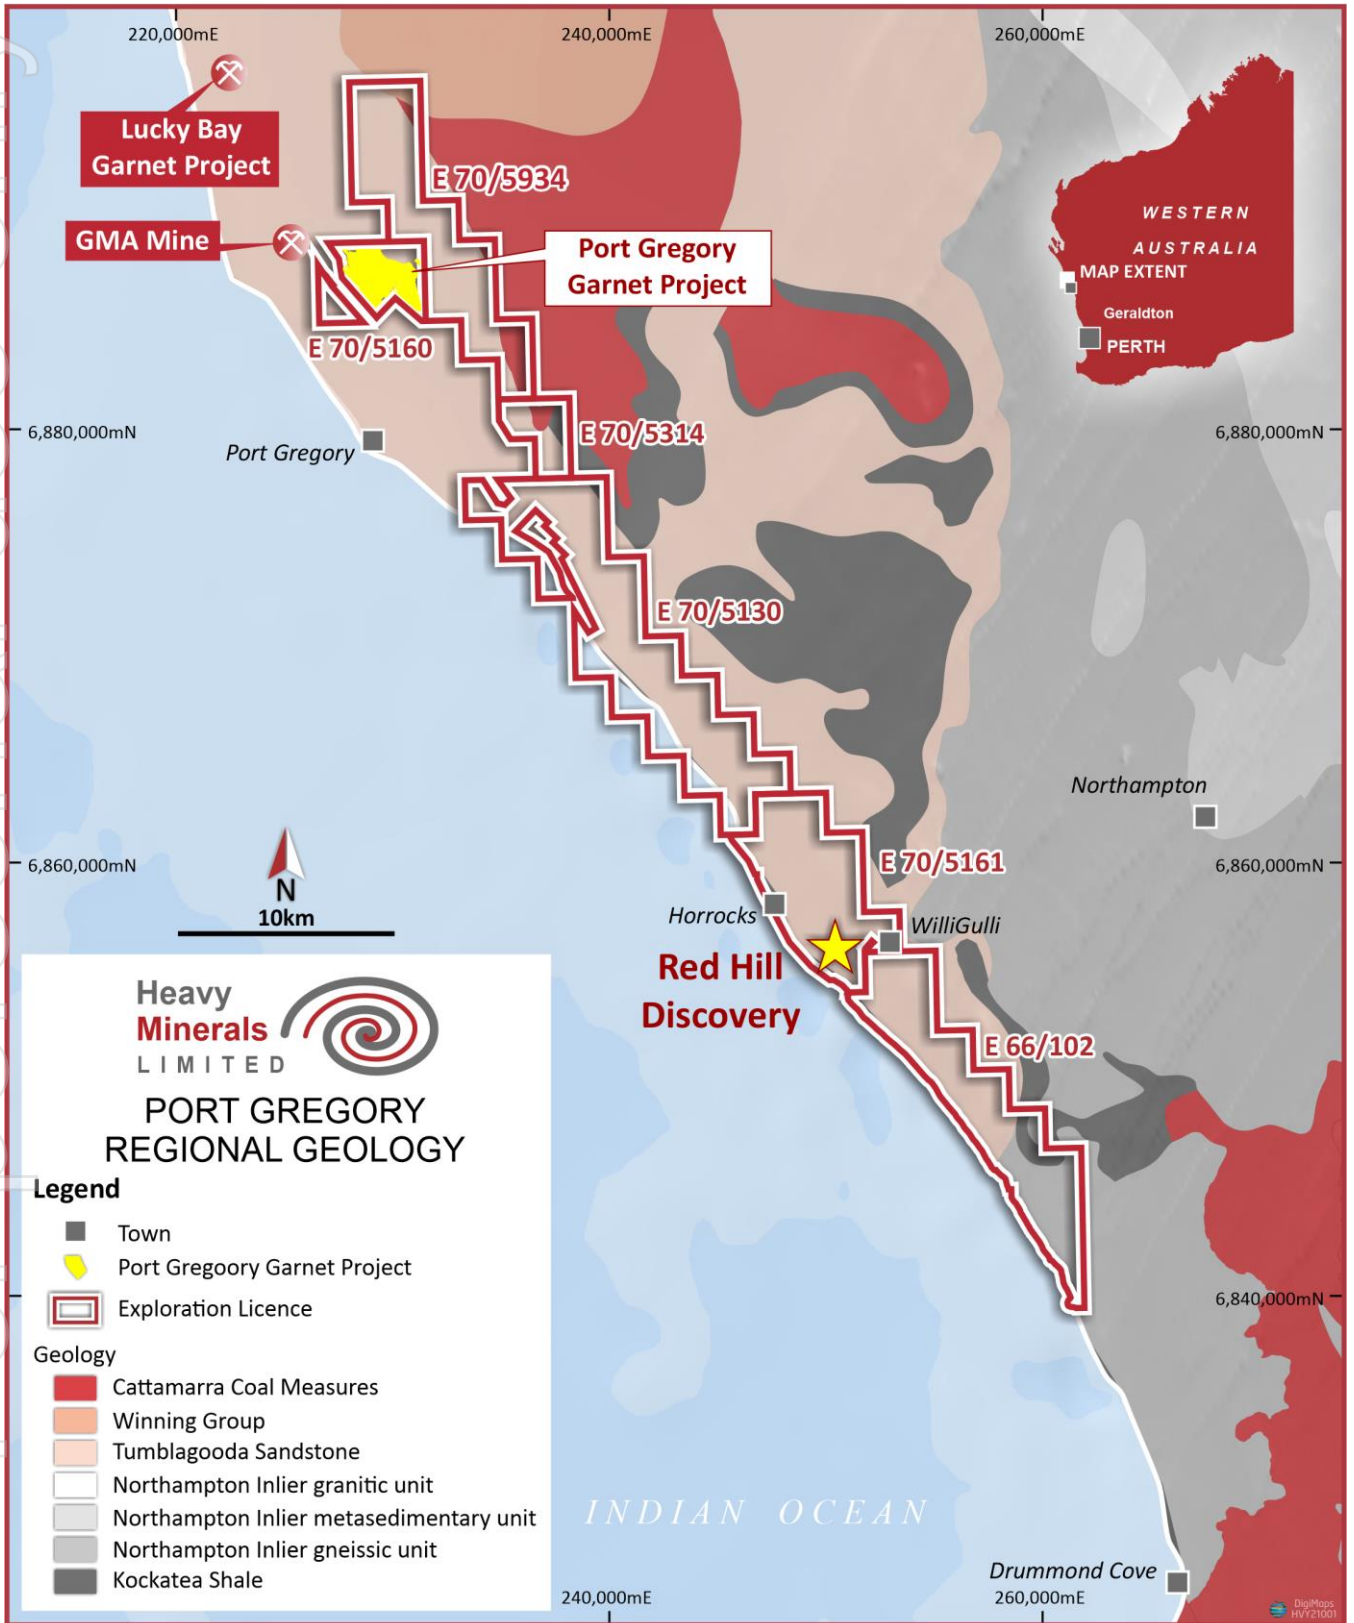 220,000mE
240,000mE
260,000mE
Lucky Bay
Garnet Project
E 70/5934
GMA Mine
Port Gregory
Garnet Project
WESTERN
AUSTRALIA
MAP EXTENT
Geraldton
PERTH
E 70/5160
6,880,000mN
6,880,000mN
Port Gregory
E 70/5314
E 70/5130
Northampton
6,860,000mN
6,860,000mN
E 70/5161
N
10km
Horrocks
WilliGulli
Red Hill
Discovery
E 66/102
Heavy
Minerals
LIMITED
PORT GREGORY
REGIONAL GEOLOGY
Legend
Town
Port Gregoory Garnet Project
Exploration Licence
6,840,000mN
Geology
Cattamarra Coal Measures
Winning Group
Tumblagooda Sandstone
Northampton Inlier granitic unit
Northampton Inlier metasedimentary unit
Northampton Inlier gneissic unit
Kockatea Shale
INDIAN OCEAN
Drummond Cove
240,000mE
260,000mE
DigiMaps
HVY21001